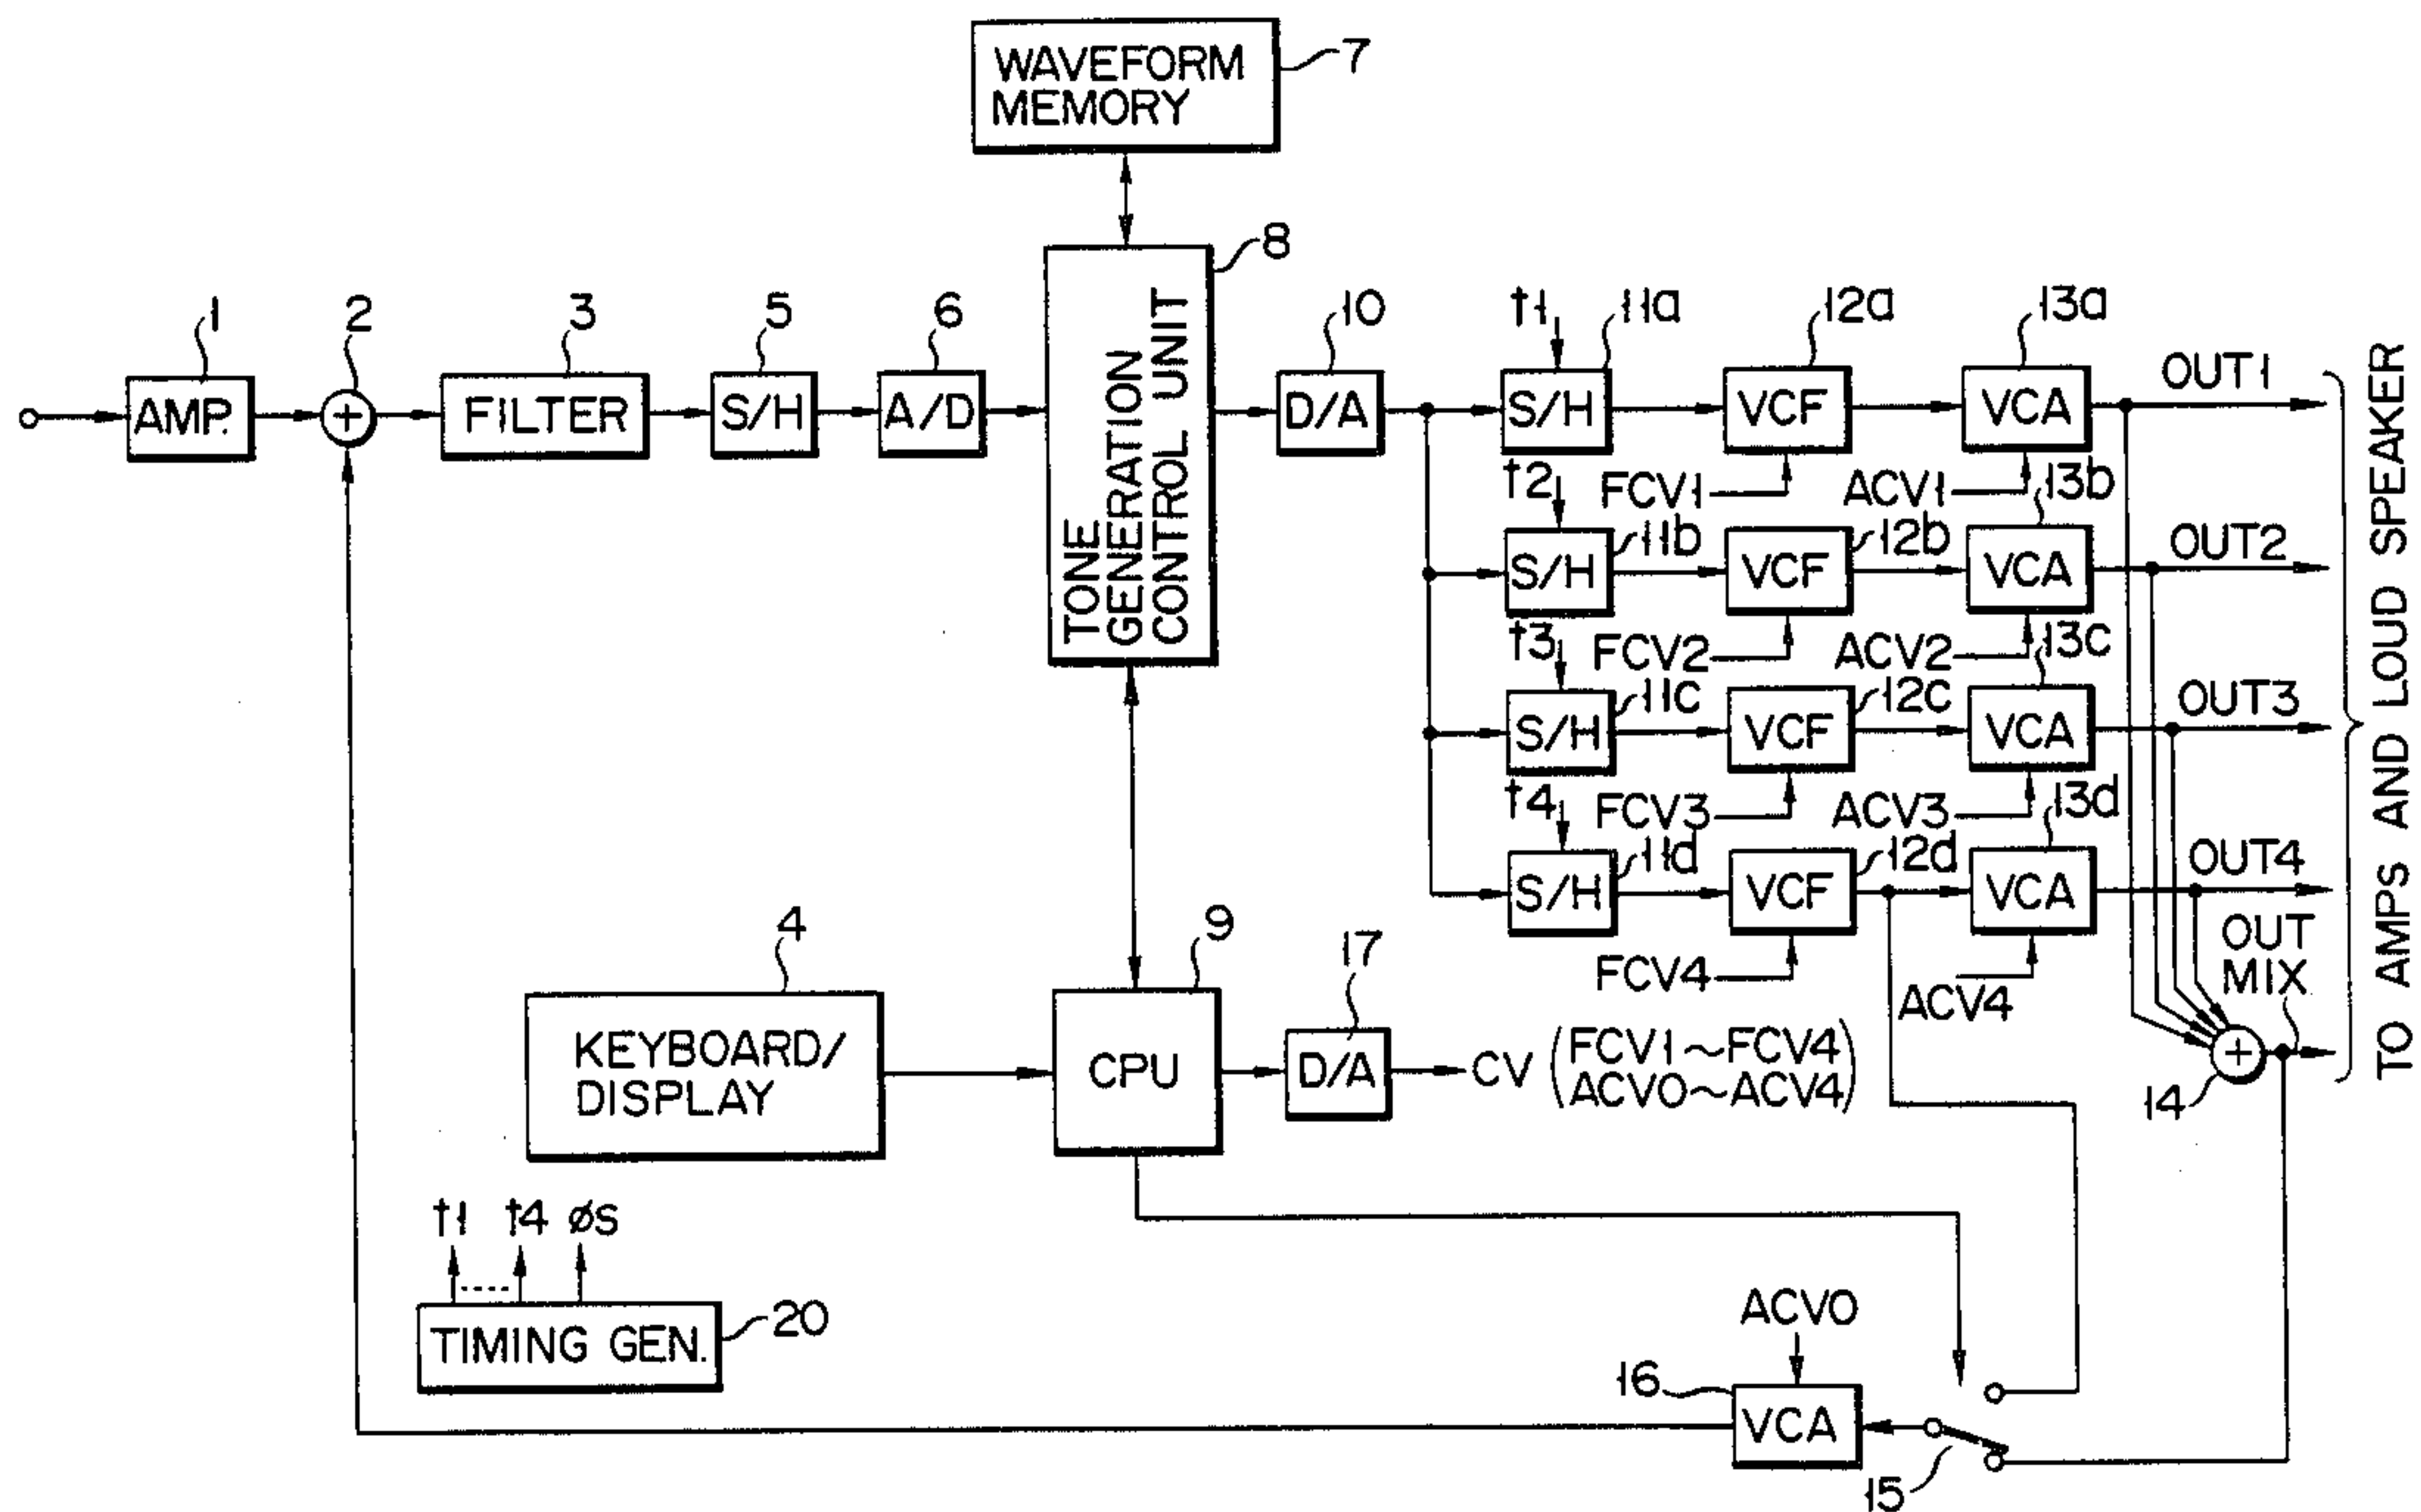 WAVEFORM
MEMORY
7
8
TONE
GENERATION
CONTROL UNIT
1
2
3
5
6
10
t1
11a
12a
13a
AMP.
+
FILTER
S/H
A/D
D/A
S/H
VCF
VCA
OUT1
FCV1
ACV1
t2
11b
12b
13b
S/H
VCF
VCA
OUT2
FCV2
ACV2
t3
11c
12c
13c
S/H
VCF
VCA
OUT3
FCV3
ACV3
t4
11d
12d
13d
S/H
VCF
VCA
OUT4
FCV4
ACV4
OUT
MIX
+
14
TO AMPS AND LOUD SPEAKER
4
KEYBOARD/
DISPLAY
9
CPU
17
D/A
CV (FCV1~FCV4
ACV0~ACV4)
t1 t4 øs
TIMING GEN.
20
ACV0
16
VCA
15